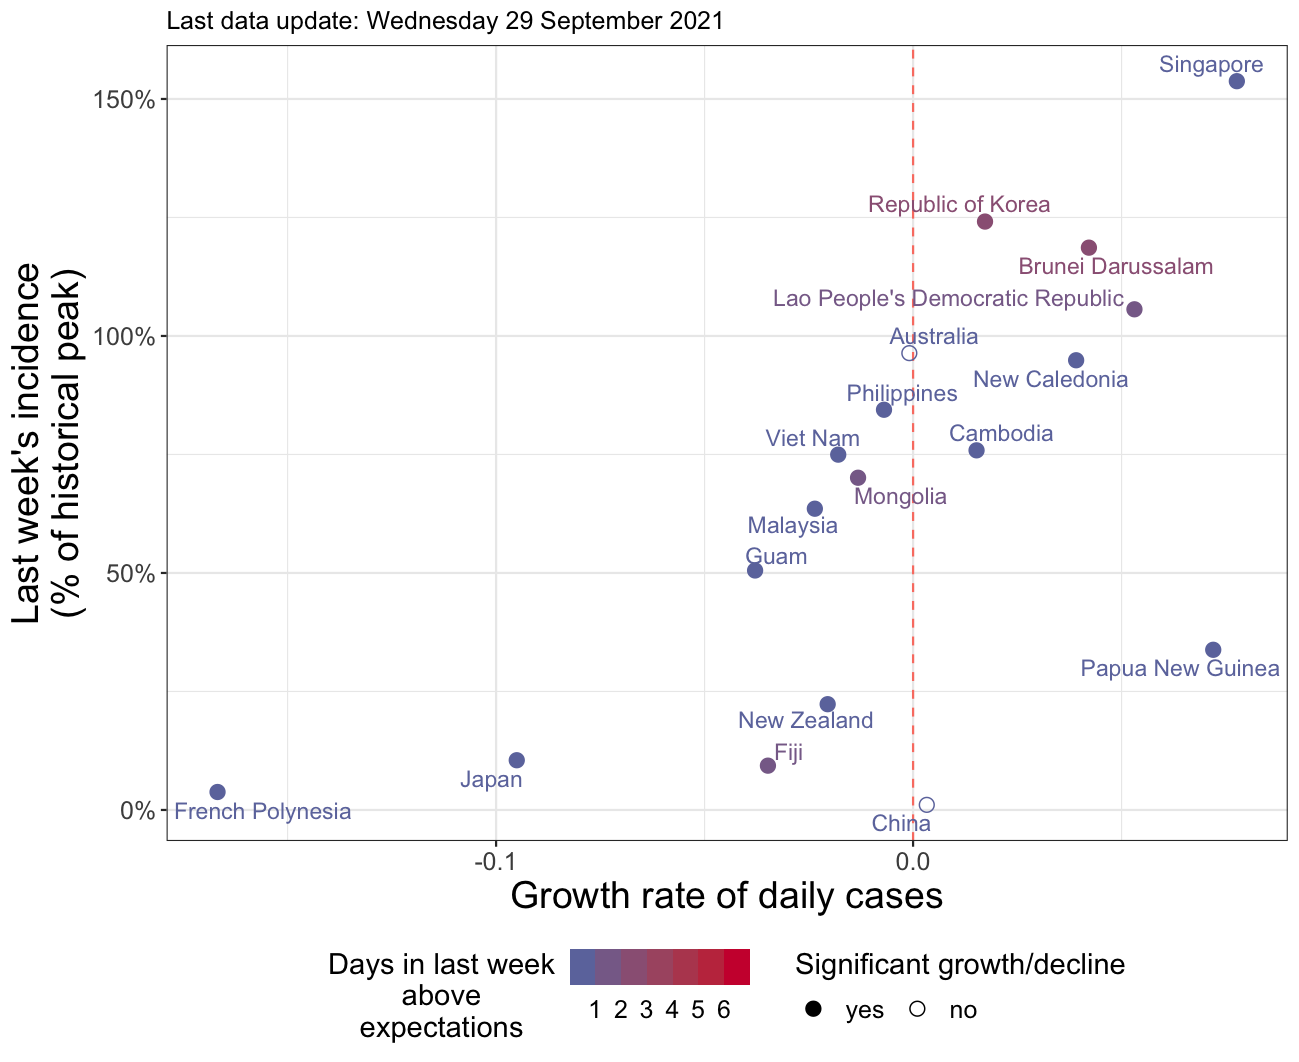 Last data update: Wednesday 29 September 2021
Singapore
150%
Republic of Korea
Brunei Darussalam
Lao People's Democratic Republic
100%
Australia
New Caledonia
Philippines
Cambodia
Viet Nam
Mongolia
Malaysia
Guam
50%
Papua New Guinea
New Zealand
Fiji
Japan
French Polynesia
0%
China
Last week's incidence
(% of historical peak)
-0.1
0.0
Growth rate of daily cases
Days in last week
above
expectations
1 2 3 4 5 6
Significant growth/decline
yes no